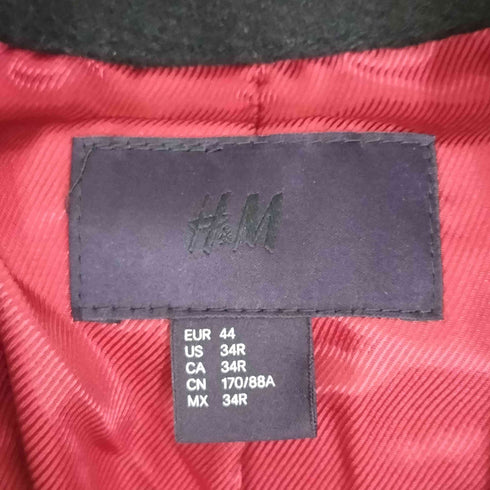 H&M
EUR 44
US 34R
CA 34R
CN 170/88A
MX 34R